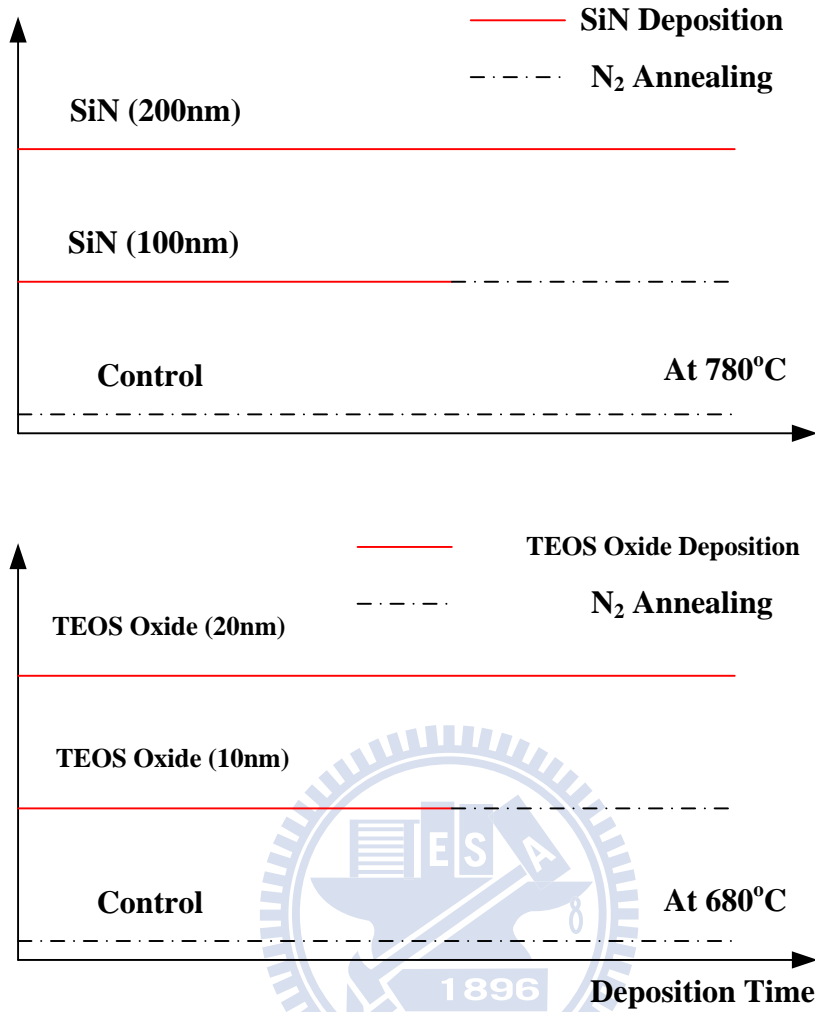 SiN Deposition
N₂ Annealing
SiN (200nm)
SiN (100nm)
Control
At 780°C
TEOS Oxide Deposition
N₂ Annealing
TEOS Oxide (20nm)
TEOS Oxide (10nm)
E S A
Control
At 680°C
8
1896
Deposition Time